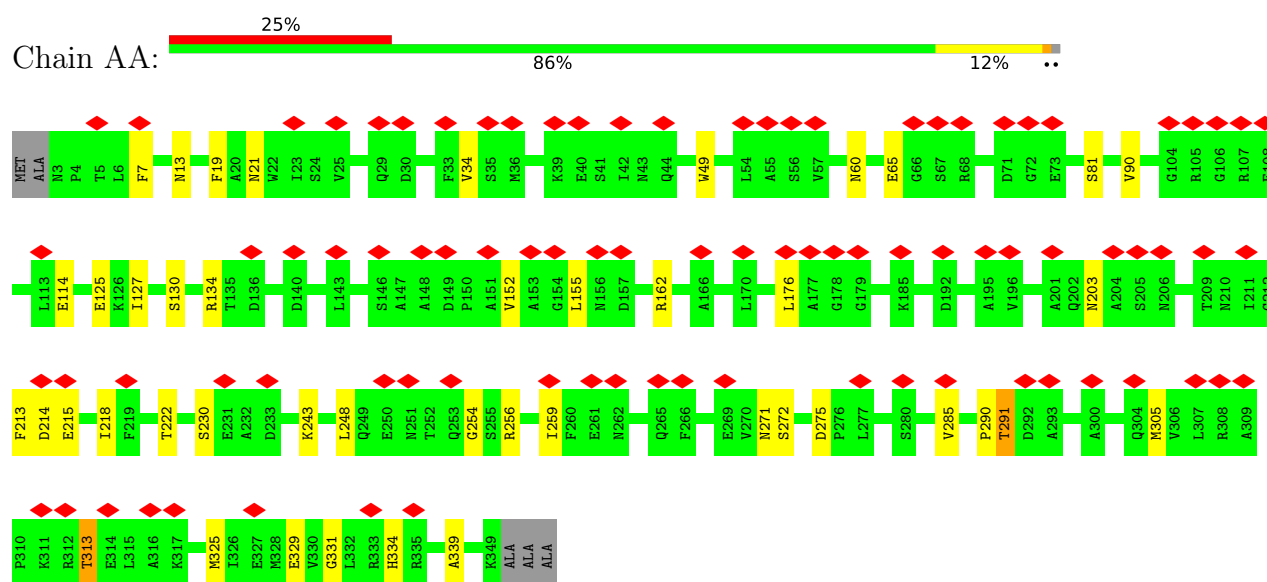 25%
Chain AA:
86% 12% ••
MET ALA N3 P4 T5 L6 F7 N13 F19 A20 N21 W22 I23 S24 V25 Q29 D30 F33 V34 S35 M36 K39 E40 S41 I42 N43 Q44 W49 L54 A55 S56 V57 N60 E65 G66 S67 R68 D71 G72 E73 S81 V90 G104 R105 G106 R107 E108
L113 E114 E125 K126 I127 S130 R134 T135 D136 D140 L143 S146 A147 A148 D149 P150 A151 V152 A153 G154 L155 N156 D157 R162 A166 L170 L176 A177 G178 G179 K185 D192 A195 V196 A201 Q202 N203 A204 S205 N206 T209 N210 I211 G212
F213 D214 E215 I218 F219 T222 S230 E231 A232 D233 K243 L248 Q249 E250 N251 T252 Q253 G254 S255 R256 I259 F260 E261 N262 Q265 F266 E269 V270 N271 S272 D275 P276 L277 S280 V285 P290 T291 D292 A293 A300 Q304 M305 V306 L307 R308 A309
P310 K311 R312 T313 E314 L315 A316 K317 M325 I326 E327 M328 E329 V330 G331 L332 R333 H334 R335 A339 K349 ALA ALA ALA